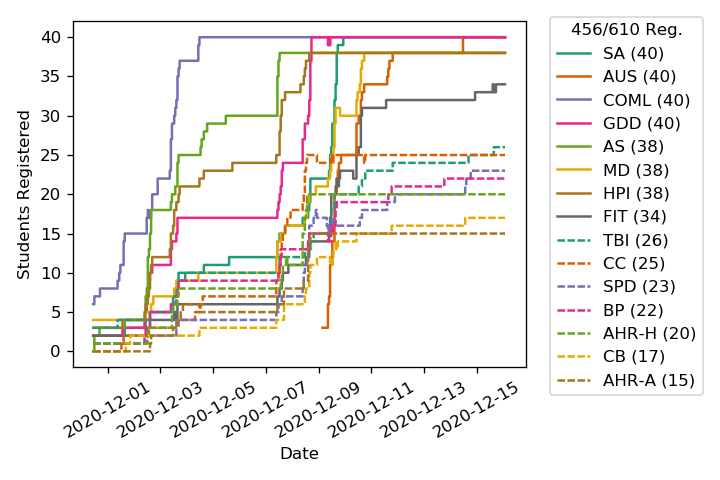 456/610 Reg.
SA (40)
AUS (40)
COML (40)
GDD (40)
AS (38)
MD (38)
HPI (38)
FIT (34)
TBI (26)
CC (25)
SPD (23)
BP (22)
AHR-H (20)
CB (17)
AHR-A (15)
Students Registered
40
35
30
25
20
15
10
5
0
2020-12-01
2020-12-03
2020-12-05
2020-12-07
2020-12-09
2020-12-11
2020-12-13
2020-12-15
Date